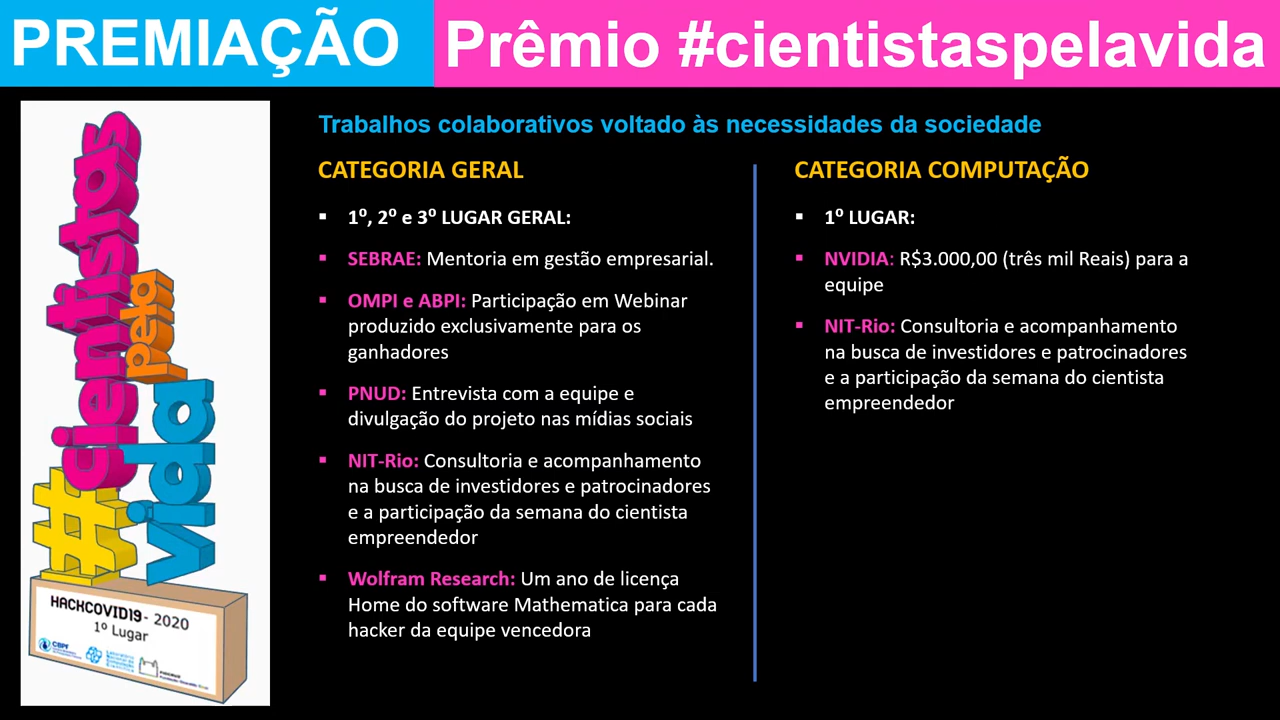 PREMIAÇÃO
Prêmio #cientistaspelavida
#cientistas
pela
vida
HACKCOVID19 - 2020
1º Lugar
CBPF
Trabalhos colaborativos voltado às necessidades da sociedade
CATEGORIA GERAL
▪ 1º, 2º e 3º LUGAR GERAL:
▪ SEBRAE: Mentoria em gestão empresarial.
▪ OMPI e ABPI: Participação em Webinar
produzido exclusivamente para os
ganhadores
▪ PNUD: Entrevista com a equipe e
divulgação do projeto nas mídias sociais
▪ NIT-Rio: Consultoria e acompanhamento
na busca de investidores e patrocinadores
e a participação da semana do cientista
empreendedor
▪ Wolfram Research: Um ano de licença
Home do software Mathematica para cada
hacker da equipe vencedora
CATEGORIA COMPUTAÇÃO
▪ 1º LUGAR:
▪ NVIDIA: R$3.000,00 (três mil Reais) para a
equipe
▪ NIT-Rio: Consultoria e acompanhamento
na busca de investidores e patrocinadores
e a participação da semana do cientista
empreendedor